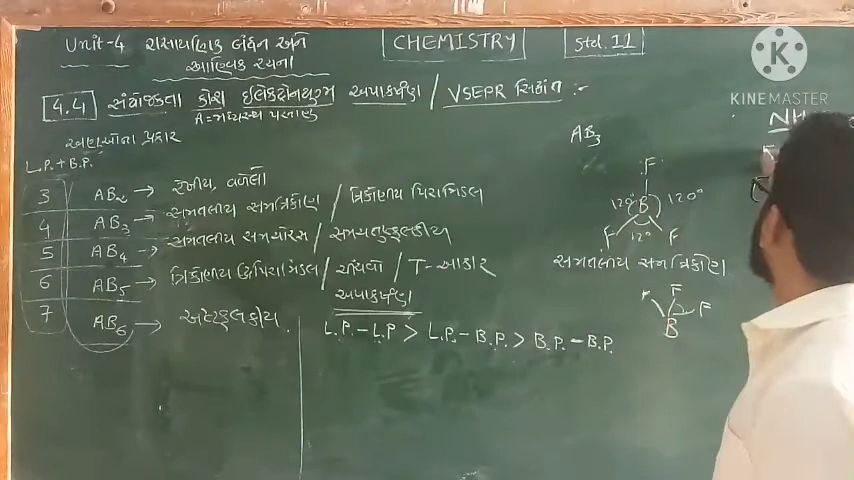 Unit-4 રાસાયણિક બંધન અને
આણ્વિક રચના
CHEMISTRY
Std. 11
KINEMASTER
4.4 સંયોજકતા કોશ ઇલેક્ટ્રોનયુગ્મ અપાકર્ષણ / VSEPR સિદ્ધાંત :-
A = મધ્યસ્થ પરમાણુ
અણુઓના પ્રકાર
L.P. + B.P.
3 AB₂ → રેખીય, વળેલો
4 AB₃ → સમતલીય સમત્રિકોણ / ત્રિકોણીય પિરામિડલ
5 AB₄ → સમતલીય સમચોરસ / સમચતુષ્ફલકીય
6 AB₅ → ત્રિકોણીય દ્વિપિરામિડલ / ચીંચવો / T-આકાર
7 AB₆ → અષ્ટફલકીય.
અપાકર્ષણ
L.P. - L.P > L.P. - B.P. > B.P. - B.P.
AB₃
F
120° B 120°
F 12° F
સમતલીય સમત્રિકોણ
F
F
B
NH